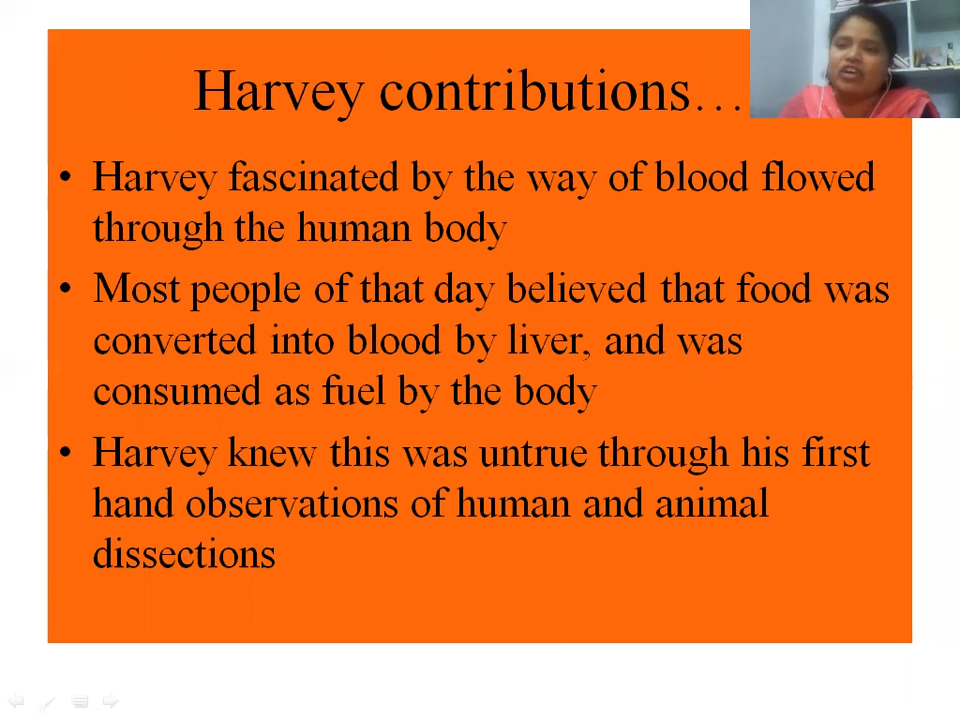 Harvey contributions…
• Harvey fascinated by the way of blood flowed
through the human body
• Most people of that day believed that food was
converted into blood by liver, and was
consumed as fuel by the body
• Harvey knew this was untrue through his first
hand observations of human and animal
dissections